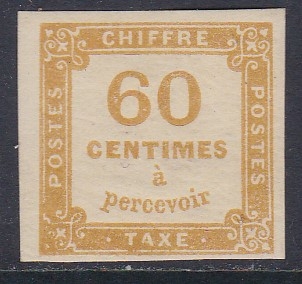 CHIFFRE
POSTES
60
CENTIMES
à
percevoir
POSTES
· TAXE ·